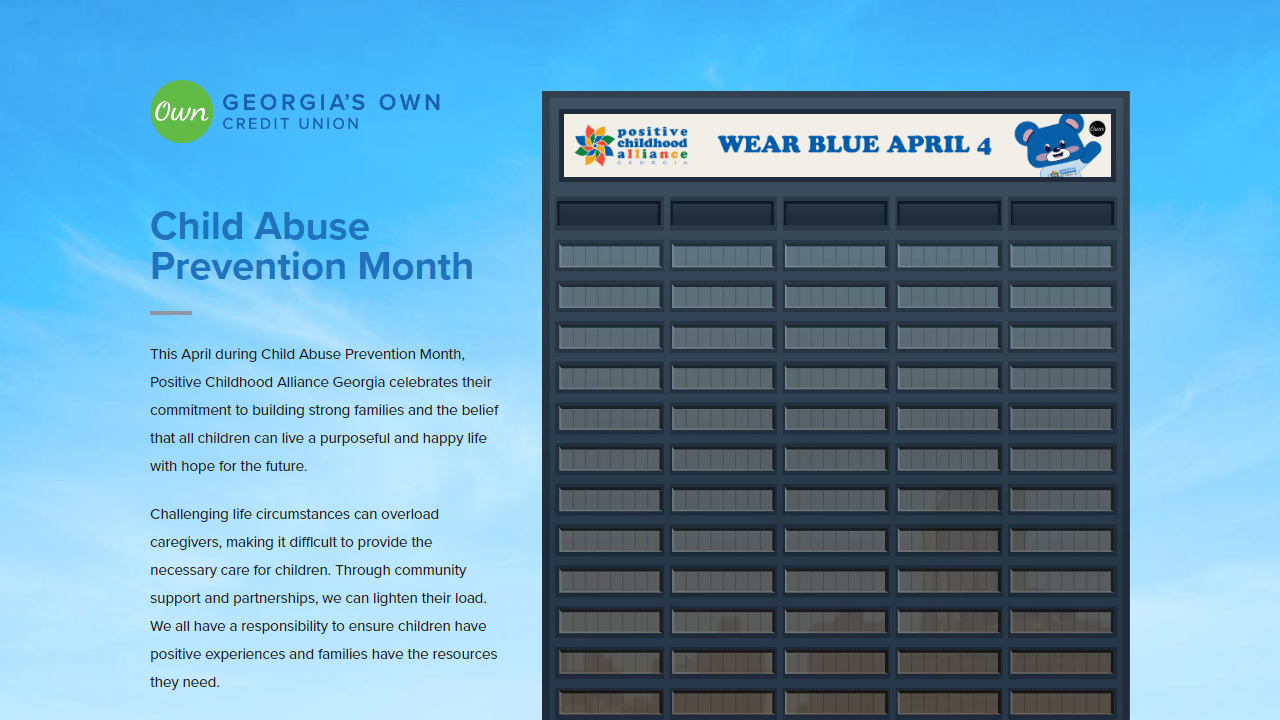 Own
GEORGIA'S OWN
CREDIT UNION
Child Abuse
Prevention Month
This April during Child Abuse Prevention Month,
Positive Childhood Alliance Georgia celebrates their
commitment to building strong families and the belief
that all children can live a purposeful and happy life
with hope for the future.
Challenging life circumstances can overload
caregivers, making it difficult to provide the
necessary care for children. Through community
support and partnerships, we can lighten their load.
We all have a responsibility to ensure children have
positive experiences and families have the resources
they need.
positive
childhood
alliance
GEORGIA
WEAR BLUE APRIL 4
Own